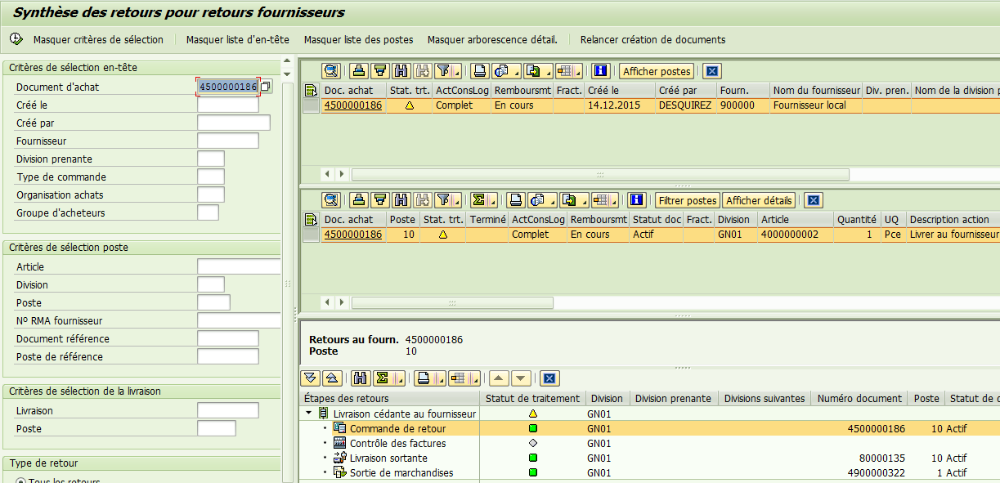 Synthèse des retours pour retours fournisseurs
Masquer critères de sélection Masquer liste d'en-tête Masquer liste des postes Masquer arborescence détail. Relancer création de documents
Critères de sélection en-tête
Document d'achat 4500000186
Créé le
Créé par
Fournisseur
Division prenante
Type de commande
Organisation achats
Groupe d'acheteurs
Critères de sélection poste
Article
Division
Poste
Nº RMA fournisseur
Document référence
Poste de référence
Critères de sélection de la livraison
Livraison
Poste
Type de retour
Tous les retours
Afficher postes
Doc. achat Stat. trt. ActConsLog Remboursmt Fract. Créé le Créé par Fourn. Nom du fournisseur Div. pren. Nom de la division p
4500000186 Complet En cours 14.12.2015 DESQUIREZ 900000 Fournisseur local
Filtrer postes Afficher détails
Doc. achat Poste Stat. trt. Terminé ActConsLog Remboursmt Statut doc Fract. Division Article Quantité UQ Description action
4500000186 10 Complet En cours Actif GN01 4000000002 1 Pce Livrer au fournisseur
Retours au fourn. 4500000186
Poste 10
Étapes des retours Statut de traitement Division Division prenante Divisions suivantes Numéro document Poste Statut de
Livraison cédante au fournisseur GN01
Commande de retour GN01 4500000186 10 Actif
Contrôle des factures GN01
Livraison sortante GN01 80000135 10 Actif
Sortie de marchandises GN01 4900000322 1 Actif